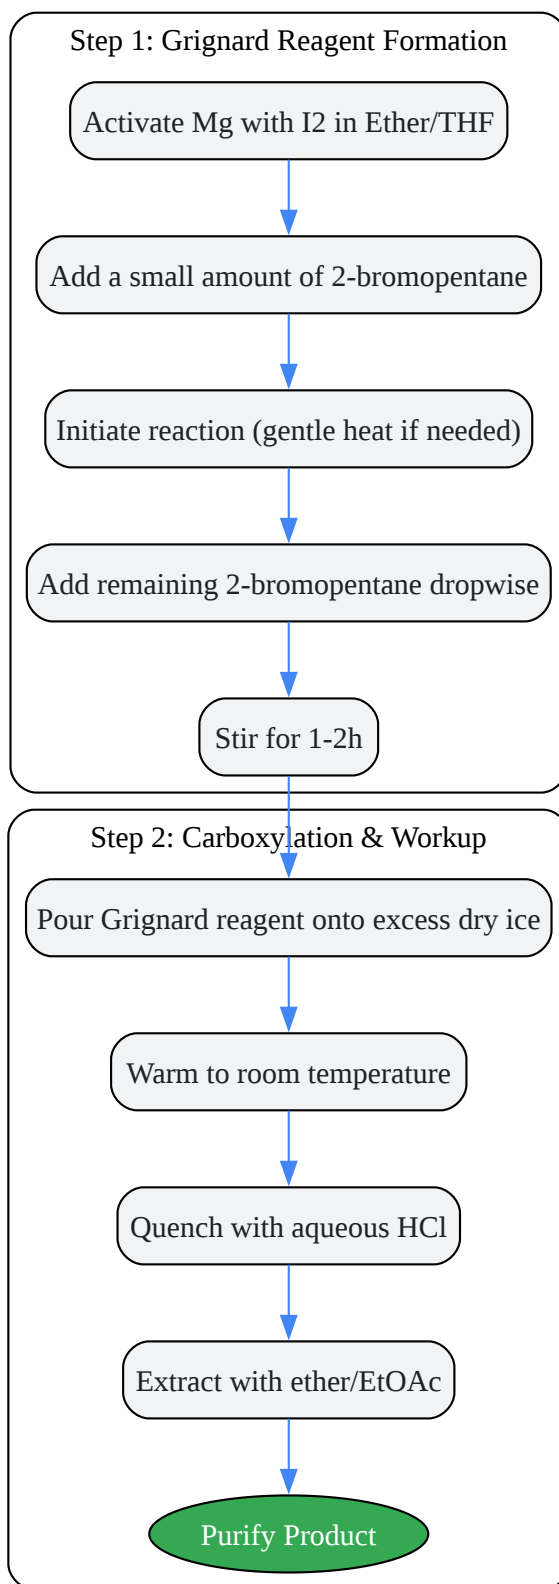 Step 1: Grignard Reagent Formation
Activate Mg with I2 in Ether/THF
Add a small amount of 2-bromopentane
Initiate reaction (gentle heat if needed)
Add remaining 2-bromopentane dropwise
Stir for 1-2h
Step 2: Carboxylation & Workup
Pour Grignard reagent onto excess dry ice
Warm to room temperature
Quench with aqueous HCl
Extract with ether/EtOAc
Purify Product